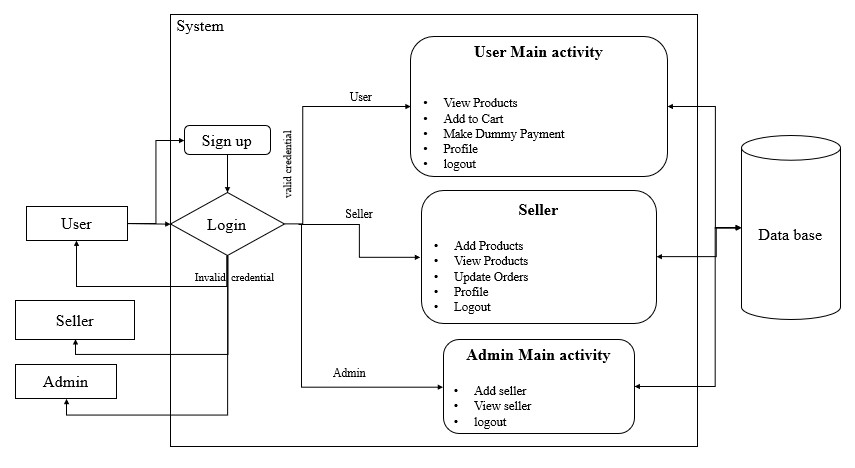 System
User Main activity
• View Products
• Add to Cart
• Make Dummy Payment
• Profile
• logout
User
Sign up
valid credential
User
Login
Seller
Seller
• Add Products
• View Products
• Update Orders
• Profile
• Logout
Data base
Invalid credential
Seller
Admin
Admin
Admin Main activity
• Add seller
• View seller
• logout